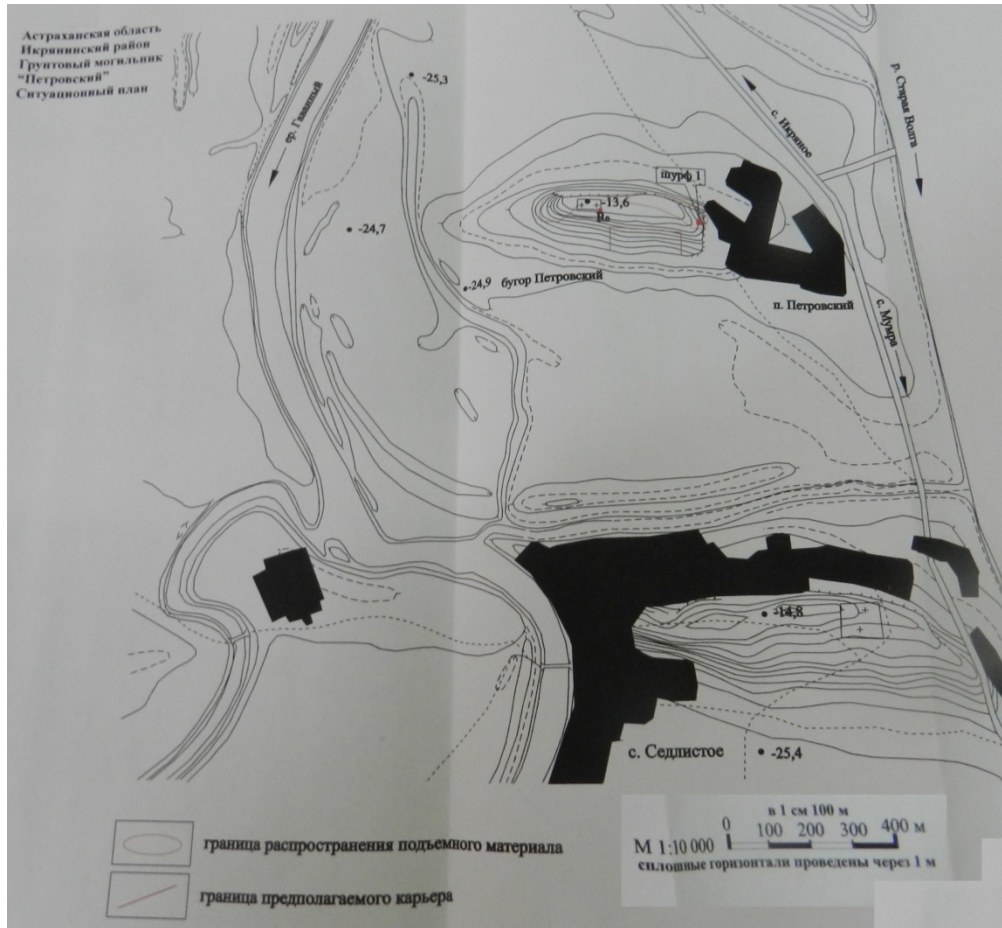 Астраханская область
Икрянинский район
Грунтовый могильник
“Петровский”
Ситуационный план
-25,3
ер. Гаванный
с. Икряное
р. Старая Волга
шурф 1
-13,6
-24,7
-24,9 бугор Петровский
п. Петровский
с. Мумра
-14,8
с. Седлистое
-25,4
граница распространения подъемного материала
граница предполагаемого карьера
в 1 см 100 м
0 100 200 300 400 м
М 1:10 000
сплошные горизонтали проведены через 1 м